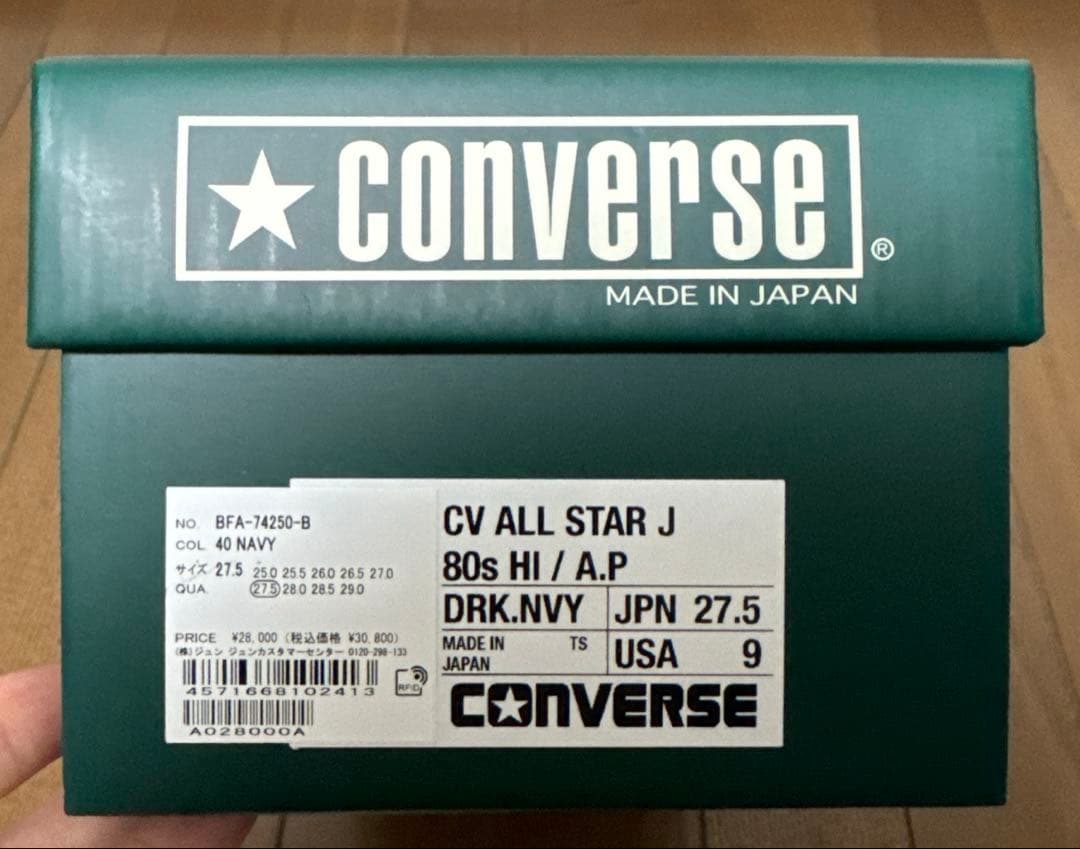 ★ converse ®
MADE IN JAPAN
NO. BFA-74250-B
COL. 40 NAVY
サイズ 27.5 25.0 25.5 26.0 26.5 27.0
QUA. 27.5 28.0 28.5 29.0
PRICE ¥28,000 (税込価格 ¥30,800)
(株)ジュン ジュンカスタマーセンター 0120-298-133
4571668102413
RFID
A028000A
CV ALL STAR J
80s HI / A.P
DRK.NVY JPN 27.5
MADE IN JAPAN TS USA 9
CONVERSE